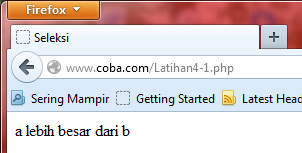 Firefox
Seleksi
www.coba.com/Latihan4-1.php
Sering Mampir Getting Started Latest Head
a lebih besar dari b